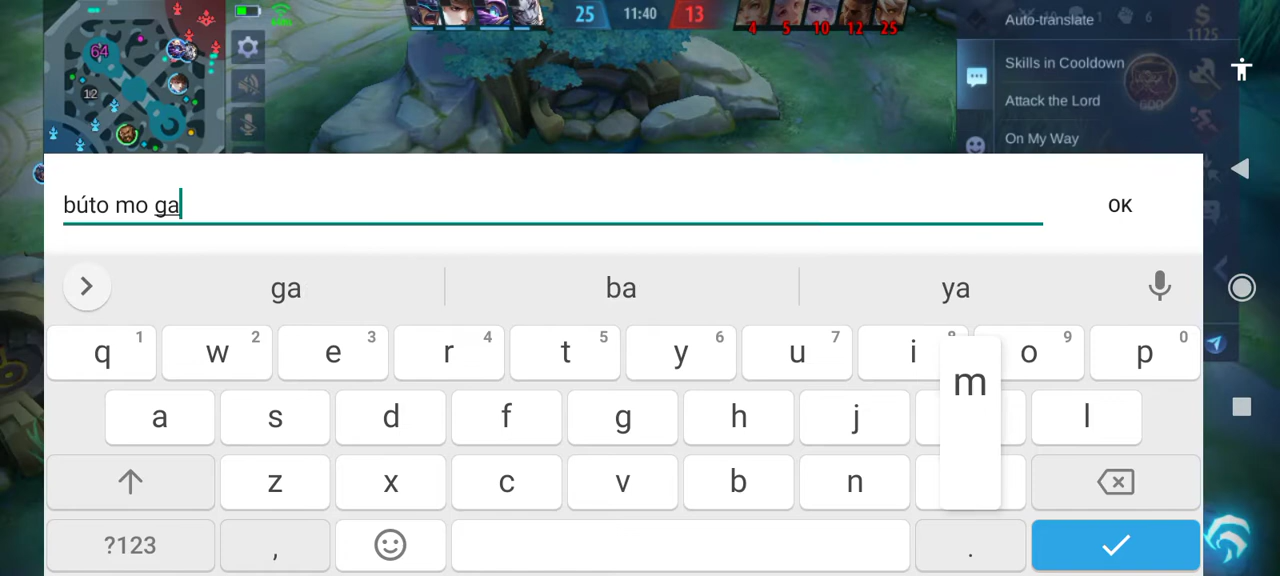 64
12
25 11:40 13
4 5 10 12 25
Auto-translate
1 6
1125
Skills in Cooldown
600
Attack the Lord
On My Way
búto mo ga
OK
ga ba ya
q 1 w 2 e 3 r 4 t 5 y 6 u 7 i 8 o 9 p 0
a s d f g h j l
m
z x c v b n
?123 , .